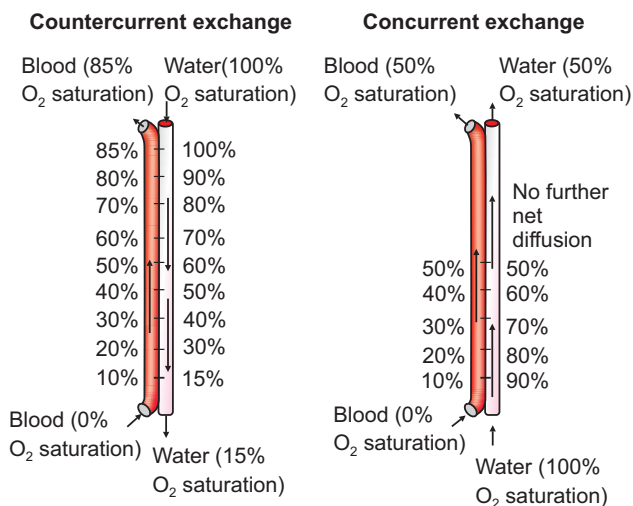 Countercurrent exchange
Blood (85%
O₂ saturation)
Water(100%
O₂ saturation)
85% 100%
80% 90%
70% 80%
60% 70%
50% 60%
40% 50%
30% 40%
20% 30%
10% 15%
Blood (0%
O₂ saturation)
Water (15%
O₂ saturation)
Concurrent exchange
Blood (50%
O₂ saturation)
Water (50%
O₂ saturation)
No further
net
diffusion
50% 50%
40% 60%
30% 70%
20% 80%
10% 90%
Blood (0%
O₂ saturation)
Water (100%
O₂ saturation)